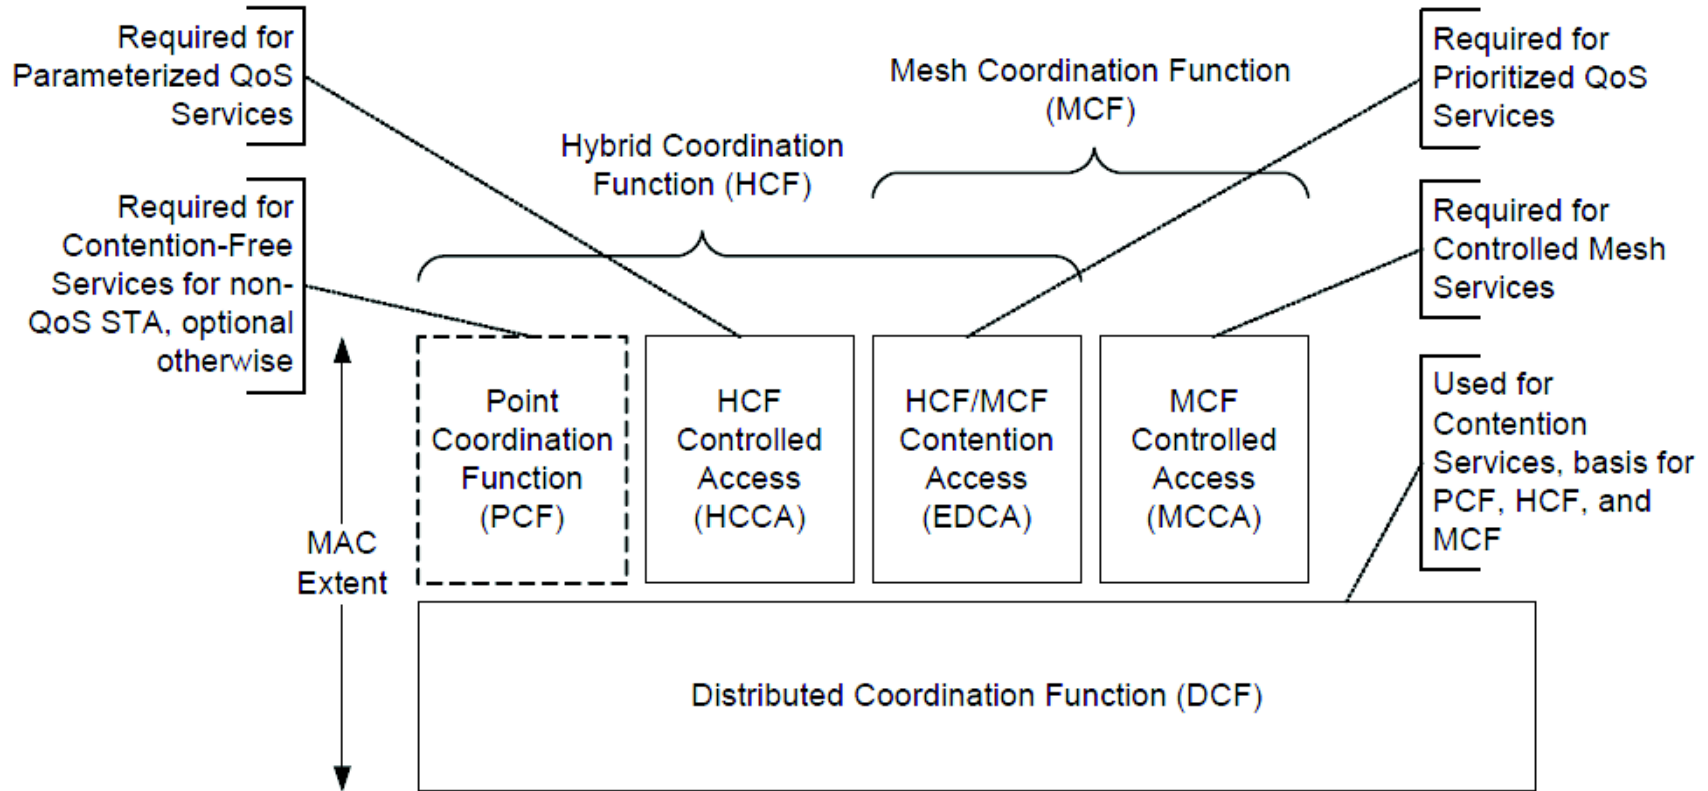 Required for
Parameterized QoS
Services
Required for
Contention-Free
Services for non-
QoS STA, optional
otherwise
Hybrid Coordination
Function (HCF)
Mesh Coordination Function
(MCF)
Required for
Prioritized QoS
Services
Required for
Controlled Mesh
Services
Used for
Contention
Services, basis for
PCF, HCF, and
MCF
MAC
Extent
Point
Coordination
Function
(PCF)
HCF
Controlled
Access
(HCCA)
HCF/MCF
Contention
Access
(EDCA)
MCF
Controlled
Access
(MCCA)
Distributed Coordination Function (DCF)